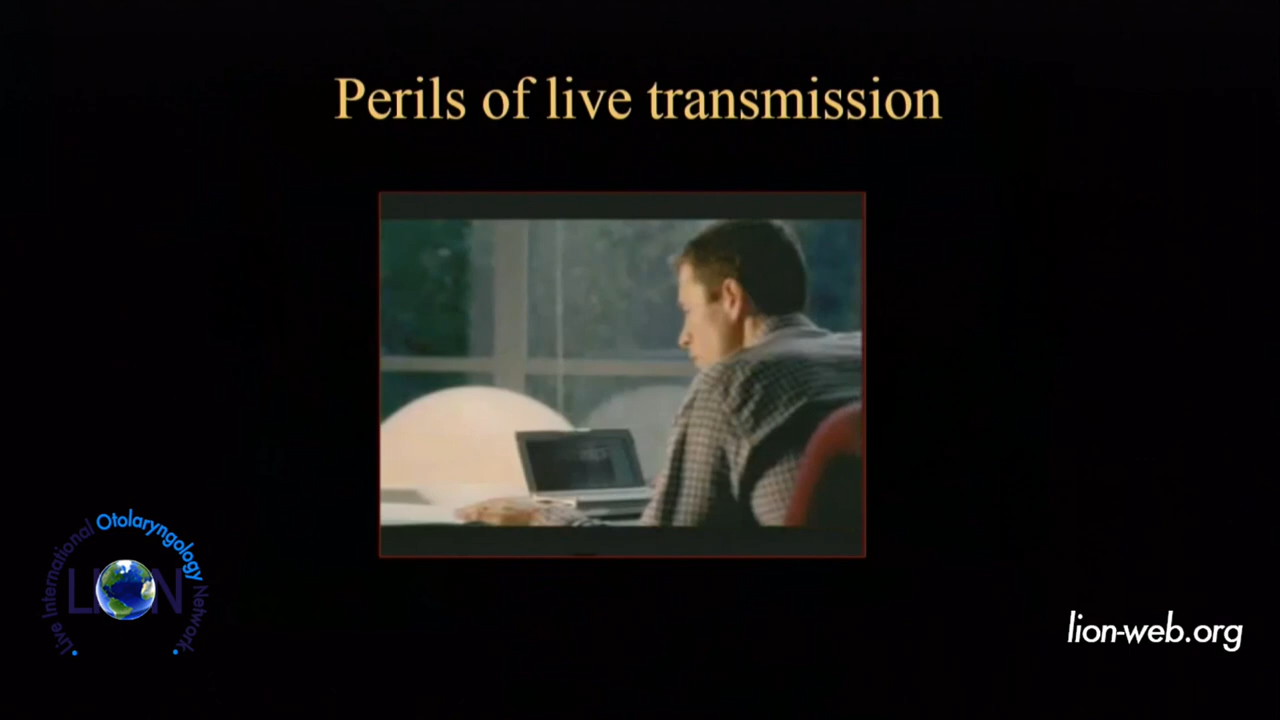 Perils of live transmission
Live International Otolaryngology Network
LION
lion-web.org